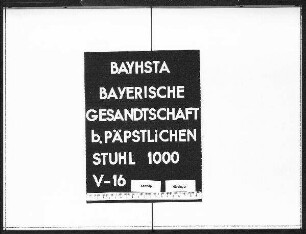 BAYHSTA
BAYERISCHE
GESANDTSCHAFT
b. PÄPSTLiCHEN
STUHL 1000
V-16